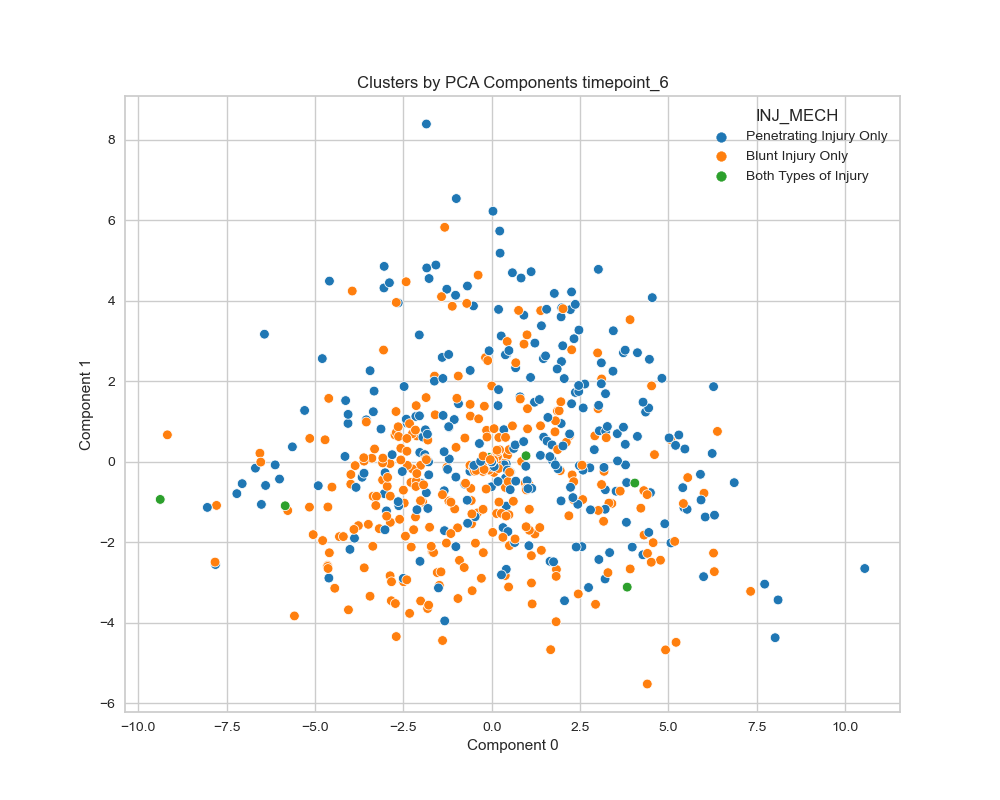 Clusters by PCA Components timepoint_6
INJ_MECH
Penetrating Injury Only
Blunt Injury Only
Both Types of Injury
Component 1
8
6
4
2
0
−2
−4
−6
−10.0 −7.5 −5.0 −2.5 0.0 2.5 5.0 7.5 10.0
Component 0